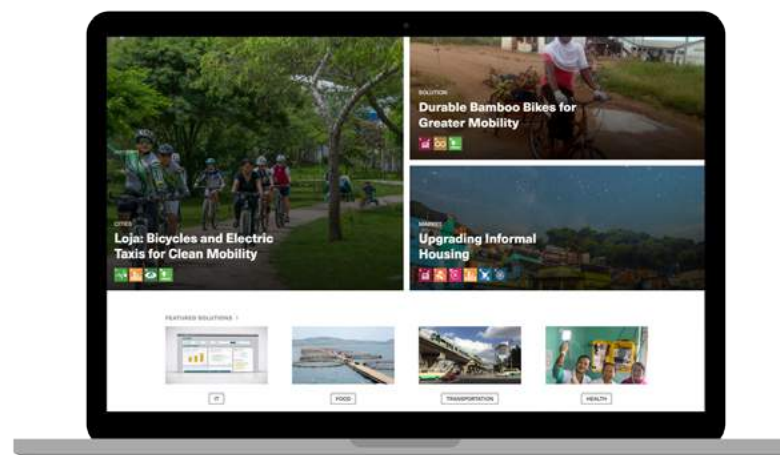 CITIES
Loja: Bicycles and Electric
Taxis for Clean Mobility
SOLUTION
Durable Bamboo Bikes for
Greater Mobility
MARKET
Upgrading Informal
Housing
FEATURED SOLUTIONS
IT
FOOD
TRANSPORTATION
HEALTH